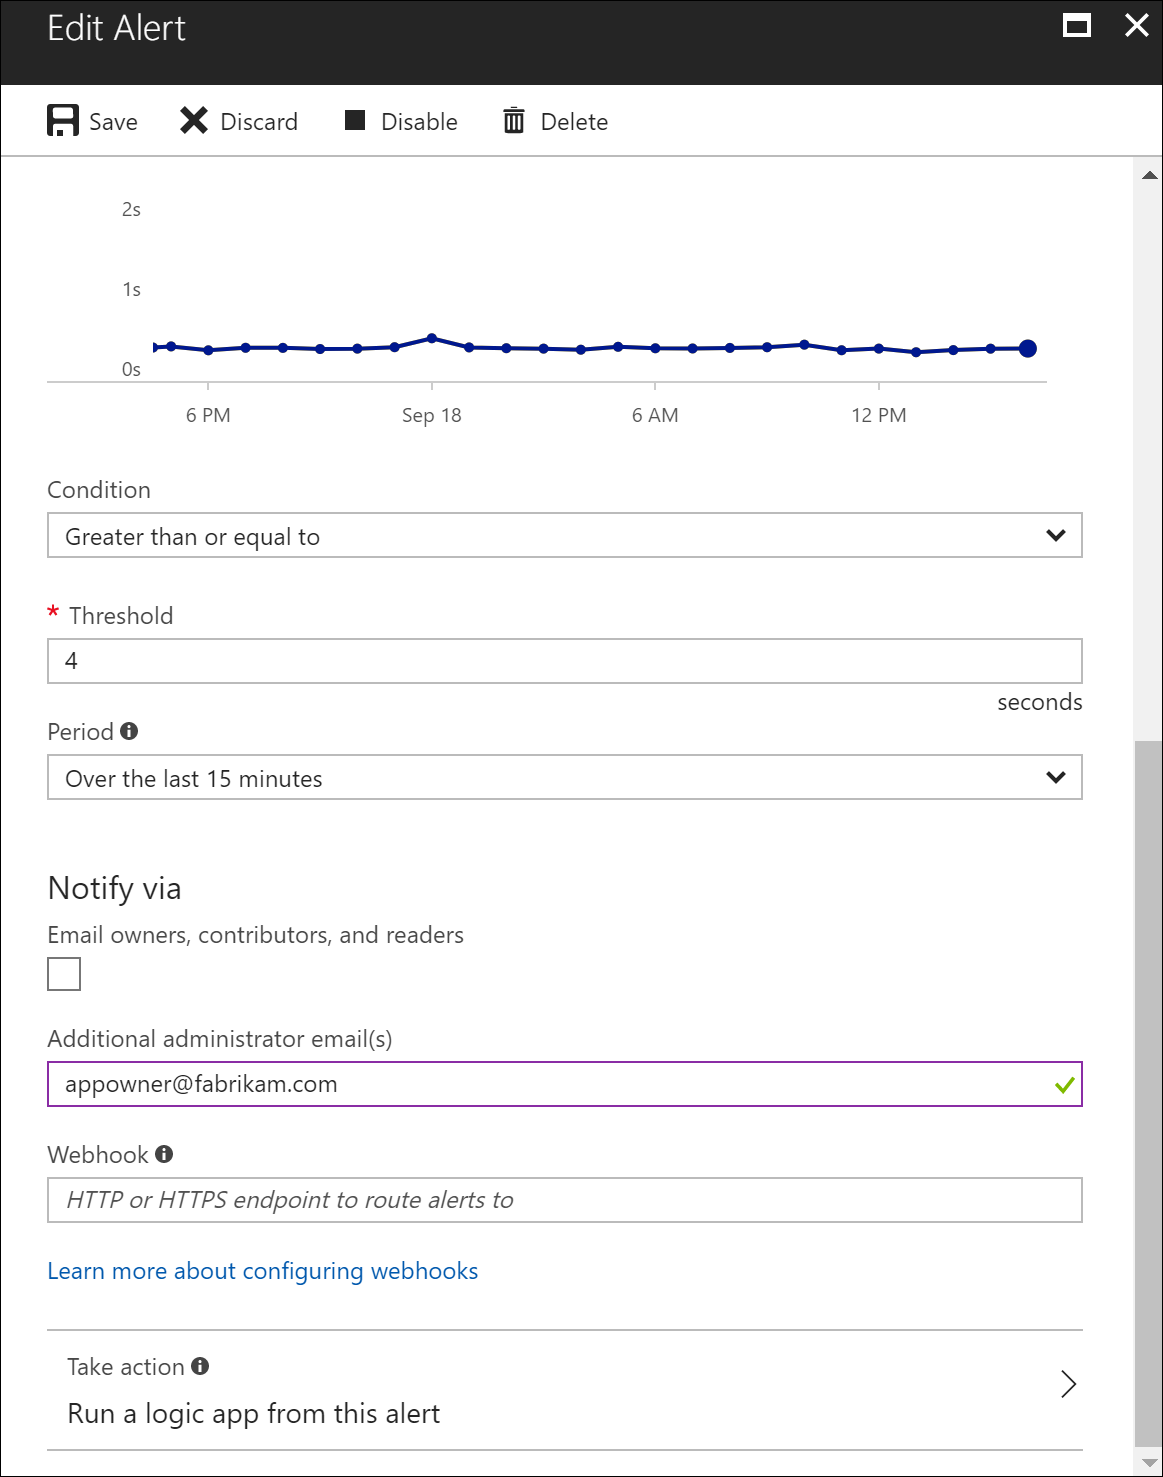 Edit Alert
Save Discard Disable Delete
2s
1s
0s
6 PM Sep 18 6 AM 12 PM
Condition
Greater than or equal to
* Threshold
4
seconds
Period
Over the last 15 minutes
Notify via
Email owners, contributors, and readers
Additional administrator email(s)
appowner@fabrikam.com
Webhook
HTTP or HTTPS endpoint to route alerts to
Learn more about configuring webhooks
Take action
Run a logic app from this alert